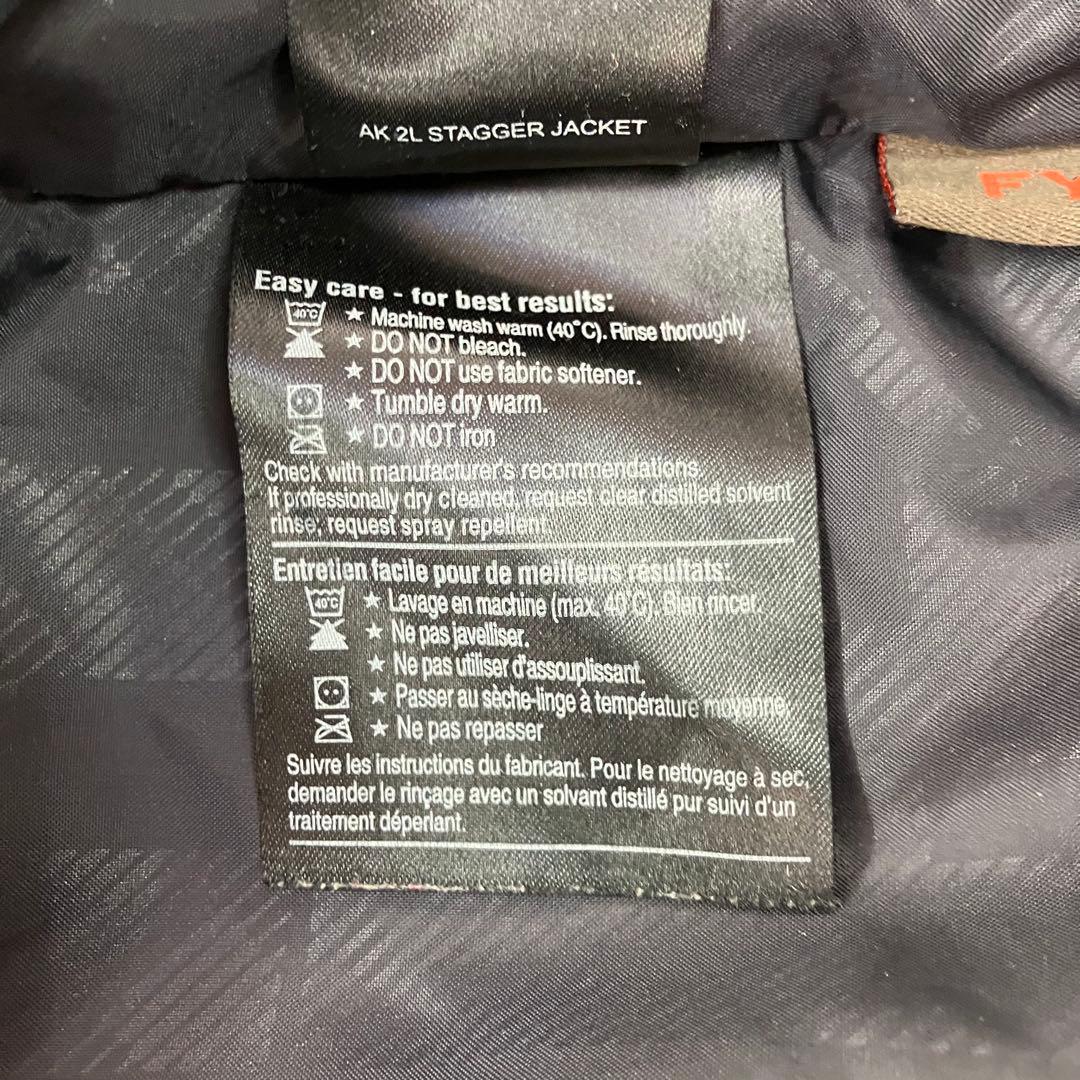 AK 2L STAGGER JACKET
FY
Easy care - for best results:
40°C ★ Machine wash warm (40°C). Rinse thoroughly.
★ DO NOT bleach.
★ DO NOT use fabric softener.
★ Tumble dry warm.
★ DO NOT iron
Check with manufacturer's recommendations.
If professionally dry cleaned, request clear distilled solvent
rinse; request spray repellent.
Entretien facile pour de meilleurs résultats:
40°C ★ Lavage en machine (max. 40°C). Bien rincer.
★ Ne pas javelliser.
★ Ne pas utiliser d'assouplissant.
★ Passer au sèche-linge à température moyenne.
★ Ne pas repasser
Suivre les instructions du fabricant. Pour le nettoyage à sec,
demander le rinçage avec un solvant distillé pur suivi d'un
traitement déperlant.